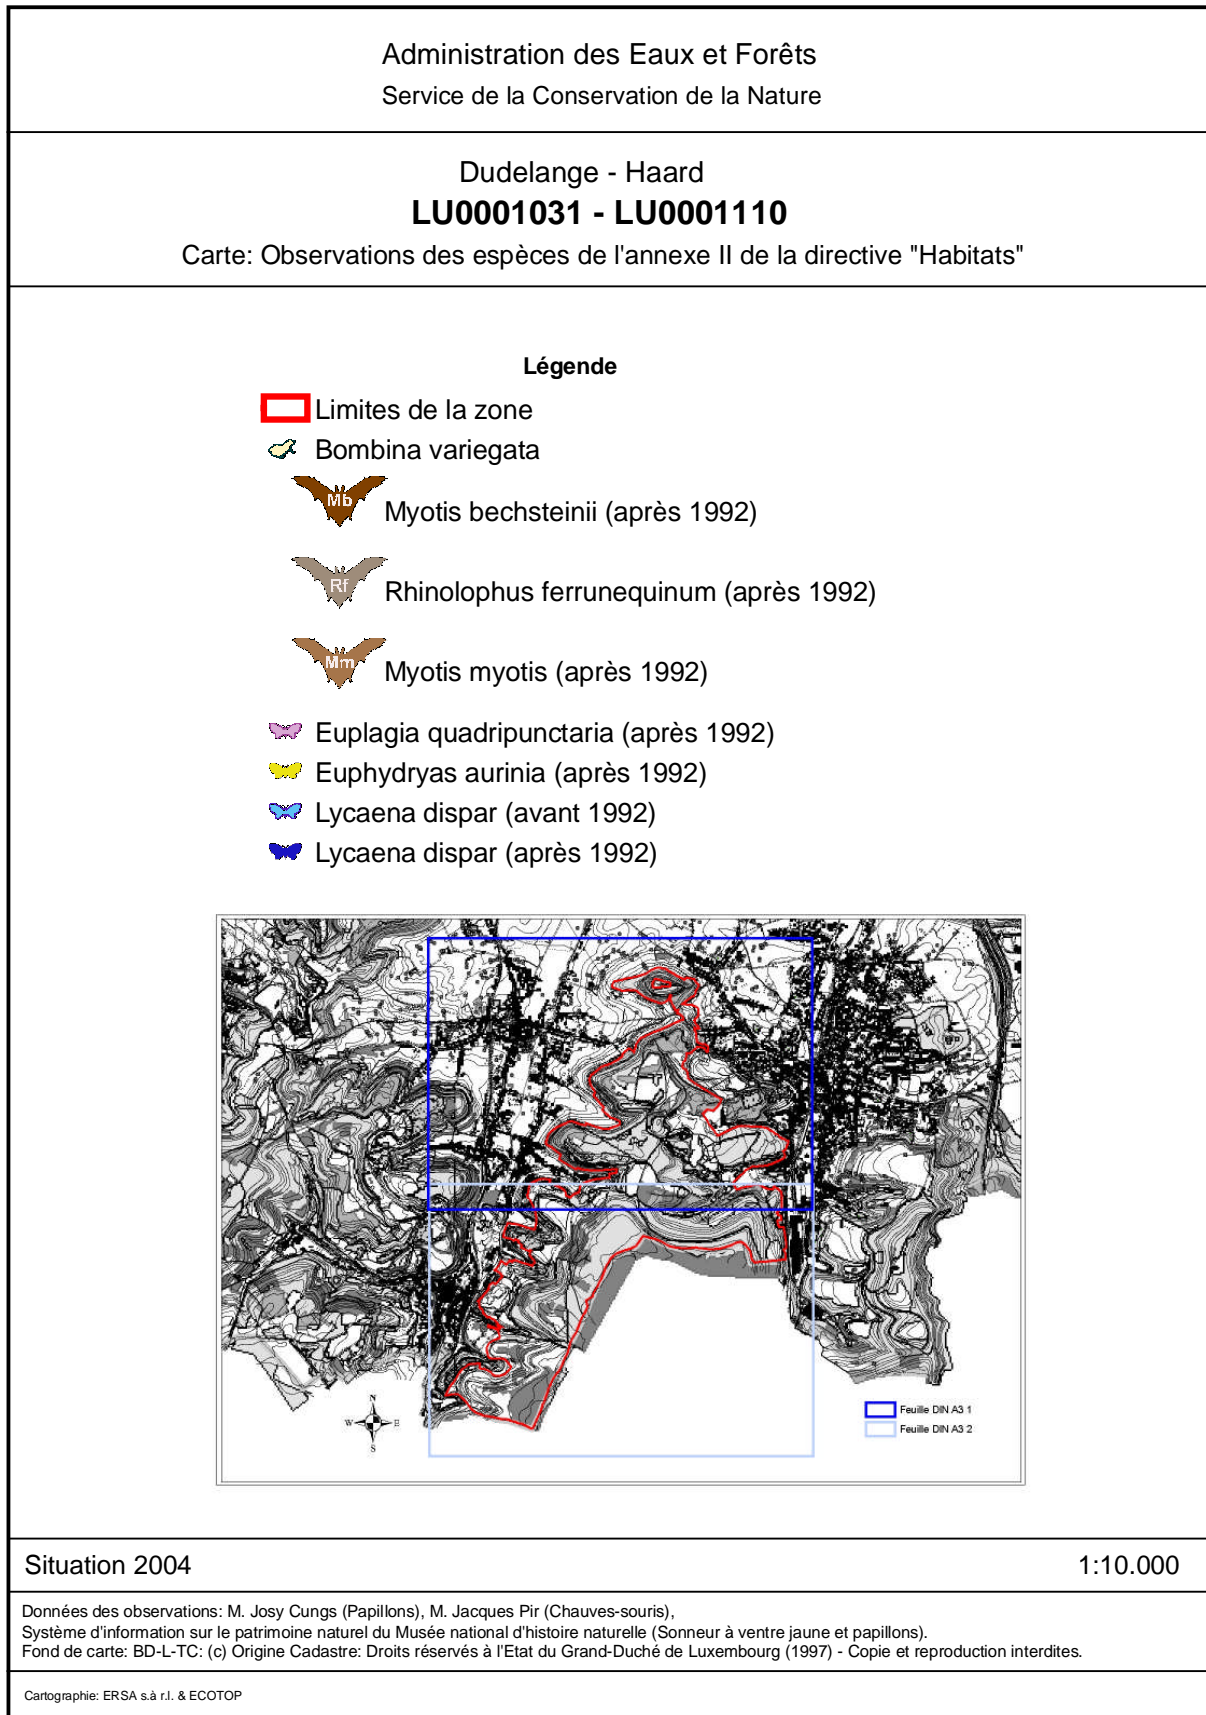 Administration des Eaux et Forêts
Service de la Conservation de la Nature
Dudelange - Haard
LU0001031 - LU0001110
Carte: Observations des espèces de l'annexe II de la directive "Habitats"
Légende
Limites de la zone
Bombina variegata
Mb Myotis bechsteinii (après 1992)
Rf Rhinolophus ferrunequinum (après 1992)
Mm Myotis myotis (après 1992)
Euplagia quadripunctaria (après 1992)
Euphydryas aurinia (après 1992)
Lycaena dispar (avant 1992)
Lycaena dispar (après 1992)
N
W E
S
Feuille DIN A3 1
Feuille DIN A3 2
Situation 2004 1:10.000
Données des observations: M. Josy Cungs (Papillons), M. Jacques Pir (Chauves-souris),
Système d'information sur le patrimoine naturel du Musée national d'histoire naturelle (Sonneur à ventre jaune et papillons).
Fond de carte: BD-L-TC: (c) Origine Cadastre: Droits réservés à l'Etat du Grand-Duché de Luxembourg (1997) - Copie et reproduction interdites.
Cartographie: ERSA s.à r.l. & ECOTOP